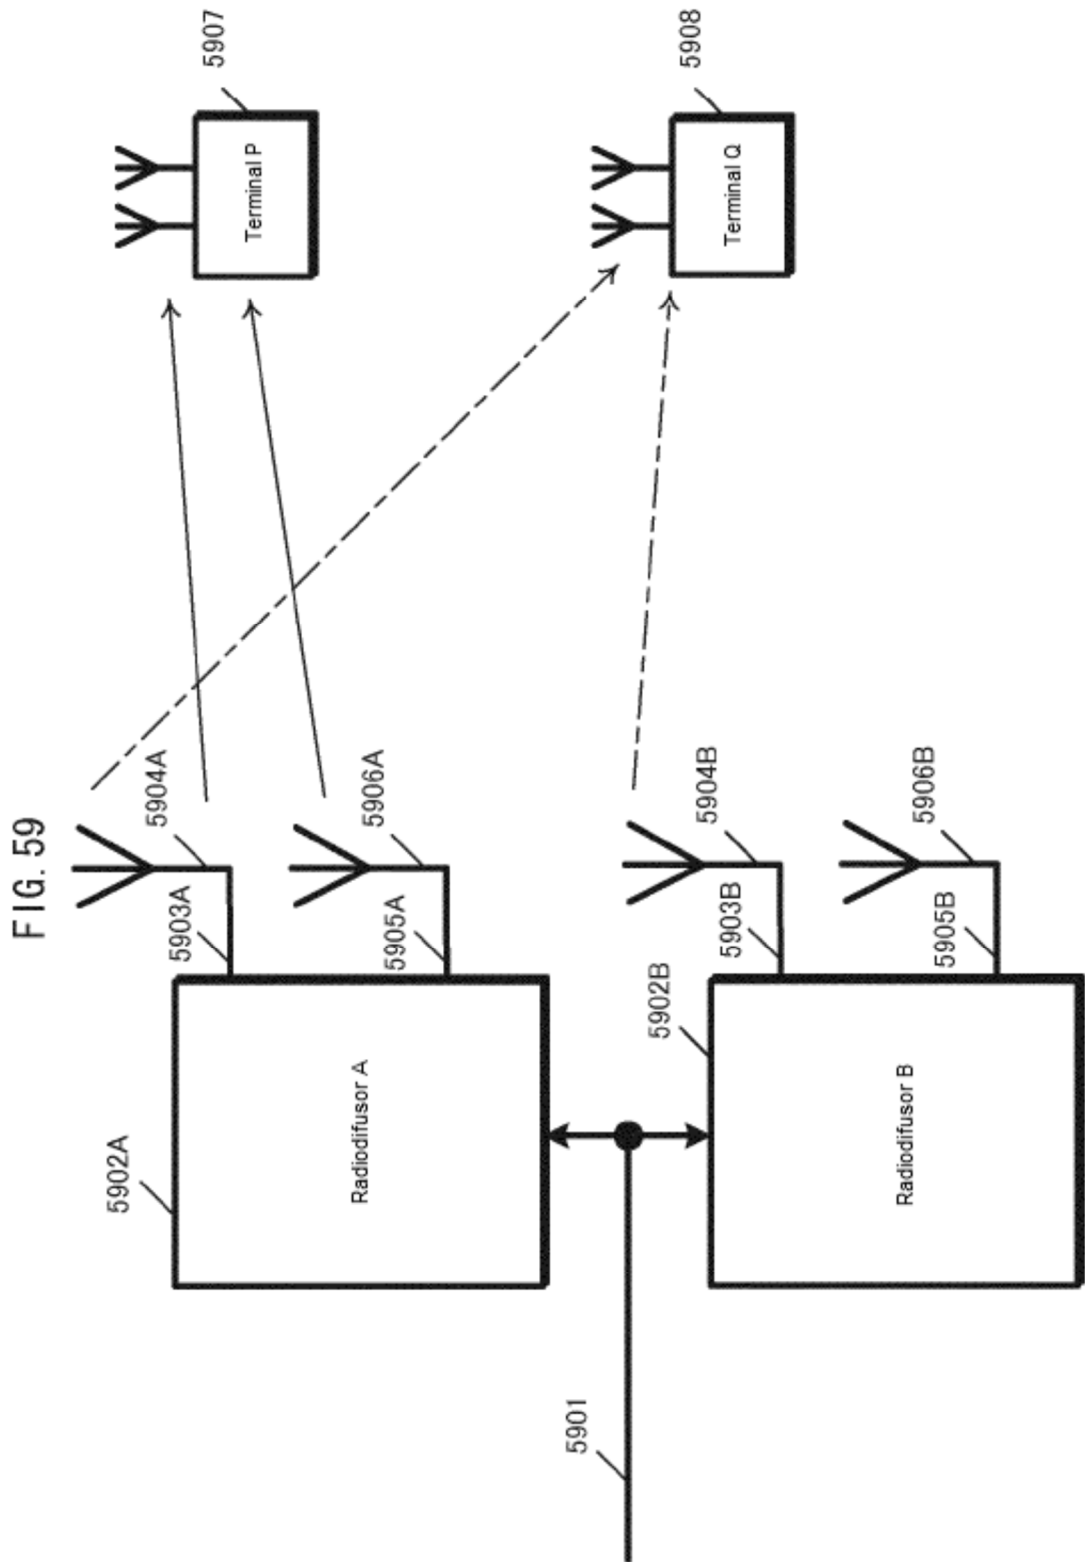 FIG. 59
5907
Terminal P
5908
Terminal Q
5904A
5906A
5903A
5905A
5904B
5906B
5903B
5905B
5902A
Radiodifusor A
5902B
Radiodifusor B
5901